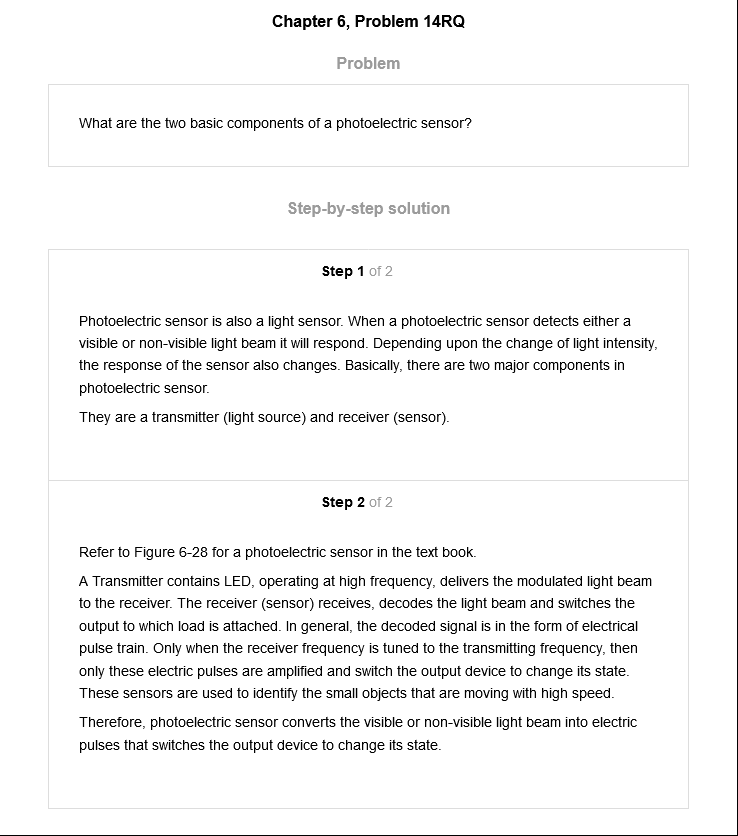 Chapter 6, Problem 14RQ
Problem
What are the two basic components of a photoelectric sensor?
Step-by-step solution
Step 1 of 2
Photoelectric sensor is also a light sensor. When a photoelectric sensor detects either a
visible or non-visible light beam it will respond. Depending upon the change of light intensity,
the response of the sensor also changes. Basically, there are two major components in
photoelectric sensor.
They are a transmitter (light source) and receiver (sensor).
Step 2 of 2
Refer to Figure 6-28 for a photoelectric sensor in the text book.
A Transmitter contains LED, operating at high frequency, delivers the modulated light beam
to the receiver. The receiver (sensor) receives, decodes the light beam and switches the
output to which load is attached. In general, the decoded signal is in the form of electrical
pulse train. Only when the receiver frequency is tuned to the transmitting frequency, then
only these electric pulses are amplified and switch the output device to change its state.
These sensors are used to identify the small objects that are moving with high speed.
Therefore, photoelectric sensor converts the visible or non-visible light beam into electric
pulses that switches the output device to change its state.